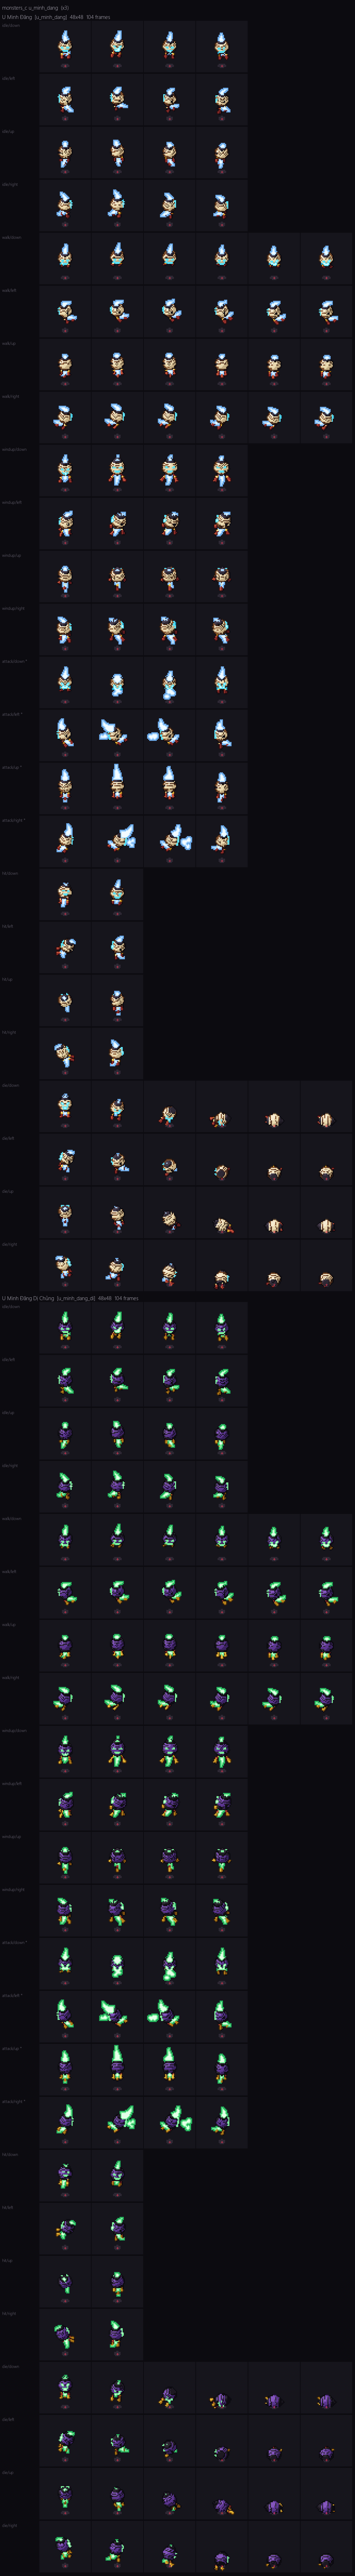 monsters_c u_minh_dang (x3)
U Minh Đăng [u_minh_dang] 48x48 104 frames
idle/down
idle/left
idle/up
idle/right
walk/down
walk/left
walk/up
walk/right
windup/down
windup/left
windup/up
windup/right
attack/down *
attack/left *
attack/up *
attack/right *
hit/down
hit/left
hit/up
hit/right
die/down
die/left
die/up
die/right
U Minh Đăng Dị Chủng [u_minh_dang_dt] 48x48 104 frames
idle/down
idle/left
idle/up
idle/right
walk/down
walk/left
walk/up
walk/right
windup/down
windup/left
windup/up
windup/right
attack/down *
attack/left *
attack/up *
attack/right *
hit/down
hit/left
hit/up
hit/right
die/down
die/left
die/up
die/right